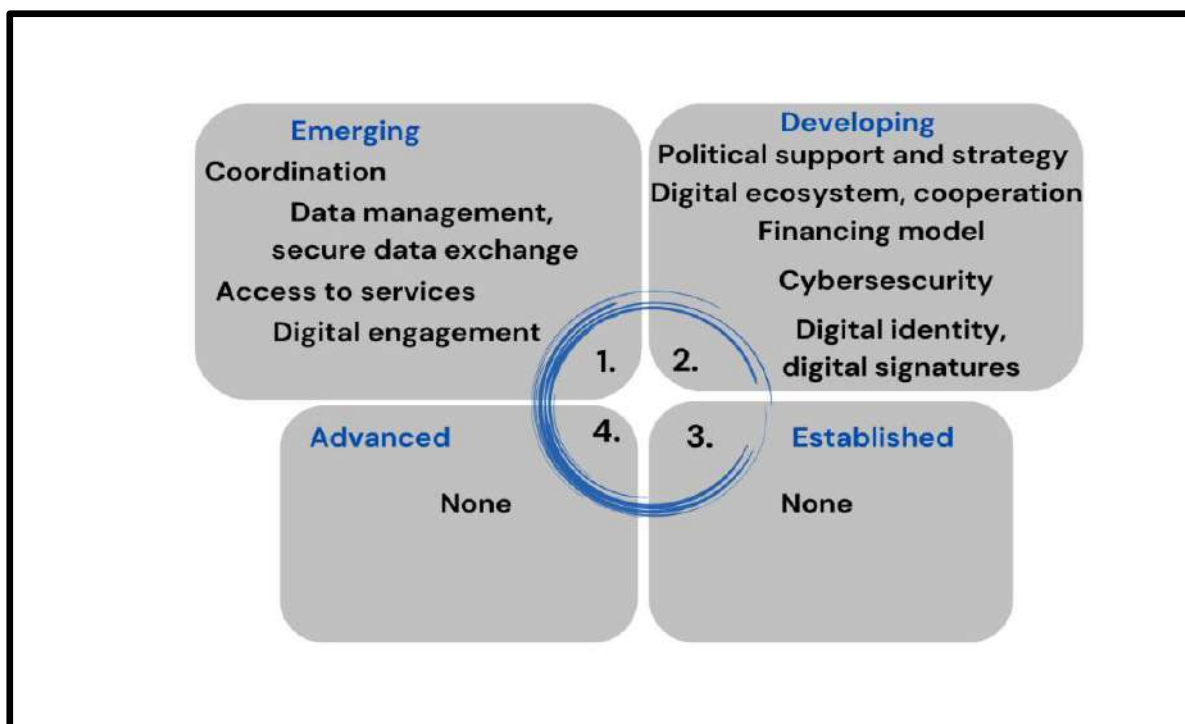 Emerging
Coordination
Data management,
secure data exchange
Access to services
Digital engagement
1.
Developing
Political support and strategy
Digital ecosystem, cooperation
Financing model
Cybersescurity
Digital identity,
digital signatures
2.
3.
Established
None
4.
Advanced
None